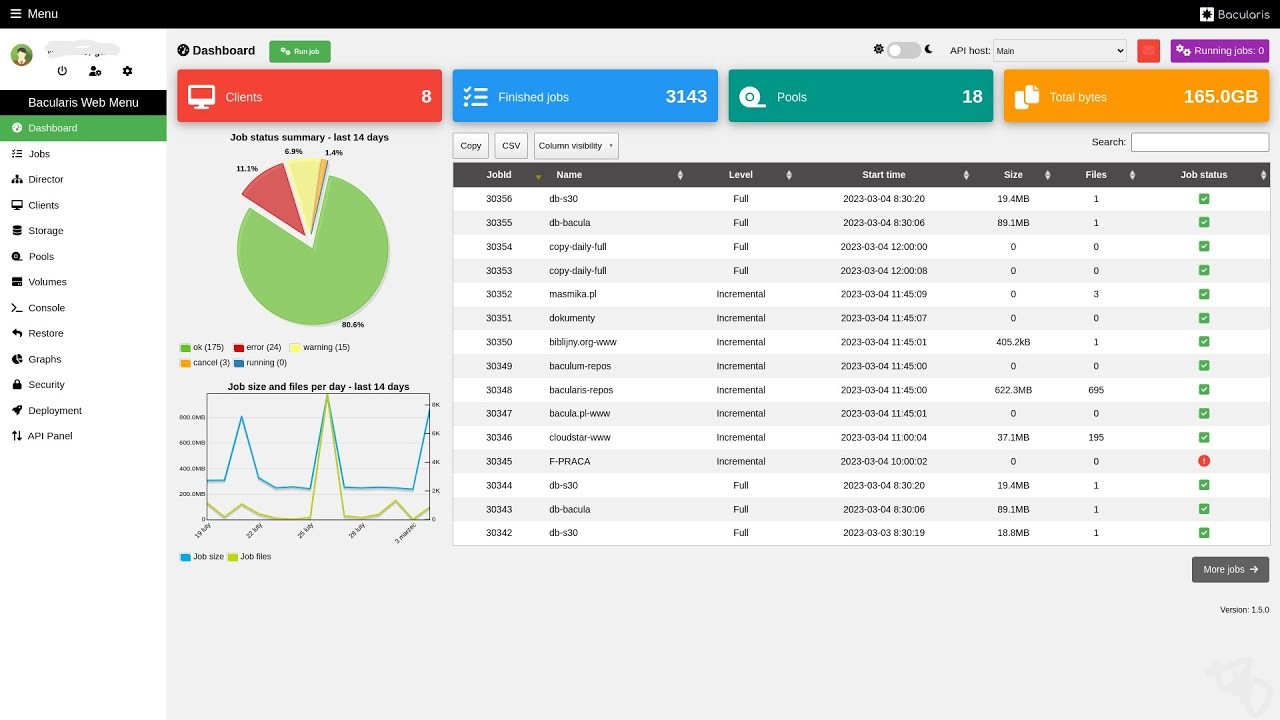 Menu
Bacularis
Dashboard
Run job
API host:
Main
Running jobs: 0
Bacularis Web Menu
Dashboard
Jobs
Director
Clients
Storage
Pools
Volumes
Console
Restore
Graphs
Security
Deployment
API Panel
Clients 8
Finished jobs 3143
Pools 18
Total bytes 165.0GB
Job status summary - last 14 days
6.9% 1.4%
11.1%
80.6%
ok (175) error (24) warning (15)
cancel (3) running (0)
Job size and files per day - last 14 days
800.0MB 8K
600.0MB 6K
400.0MB 4K
200.0MB 2K
0 0
19 luty 22 luty 25 luty 28 luty 3 marzec
Job size Job files
Copy CSV Column visibility
Search:
JobId Name Level Start time Size Files Job status
30356 db-s30 Full 2023-03-04 8:30:20 19.4MB 1
30355 db-bacula Full 2023-03-04 8:30:06 89.1MB 1
30354 copy-daily-full Full 2023-03-04 12:00:00 0 0
30353 copy-daily-full Full 2023-03-04 12:00:08 0 0
30352 masmika.pl Incremental 2023-03-04 11:45:09 0 3
30351 dokumenty Incremental 2023-03-04 11:45:07 0 0
30350 biblijny.org-www Incremental 2023-03-04 11:45:01 405.2kB 1
30349 baculum-repos Incremental 2023-03-04 11:45:00 0 0
30348 bacularis-repos Incremental 2023-03-04 11:45:00 622.3MB 695
30347 bacula.pl-www Incremental 2023-03-04 11:45:01 0 0
30346 cloudstar-www Incremental 2023-03-04 11:00:04 37.1MB 195
30345 F-PRACA Incremental 2023-03-04 10:00:02 0 0
30344 db-s30 Full 2023-03-04 8:30:20 19.4MB 1
30343 db-bacula Full 2023-03-04 8:30:06 89.1MB 1
30342 db-s30 Full 2023-03-03 8:30:19 18.8MB 1
More jobs
Version: 1.5.0